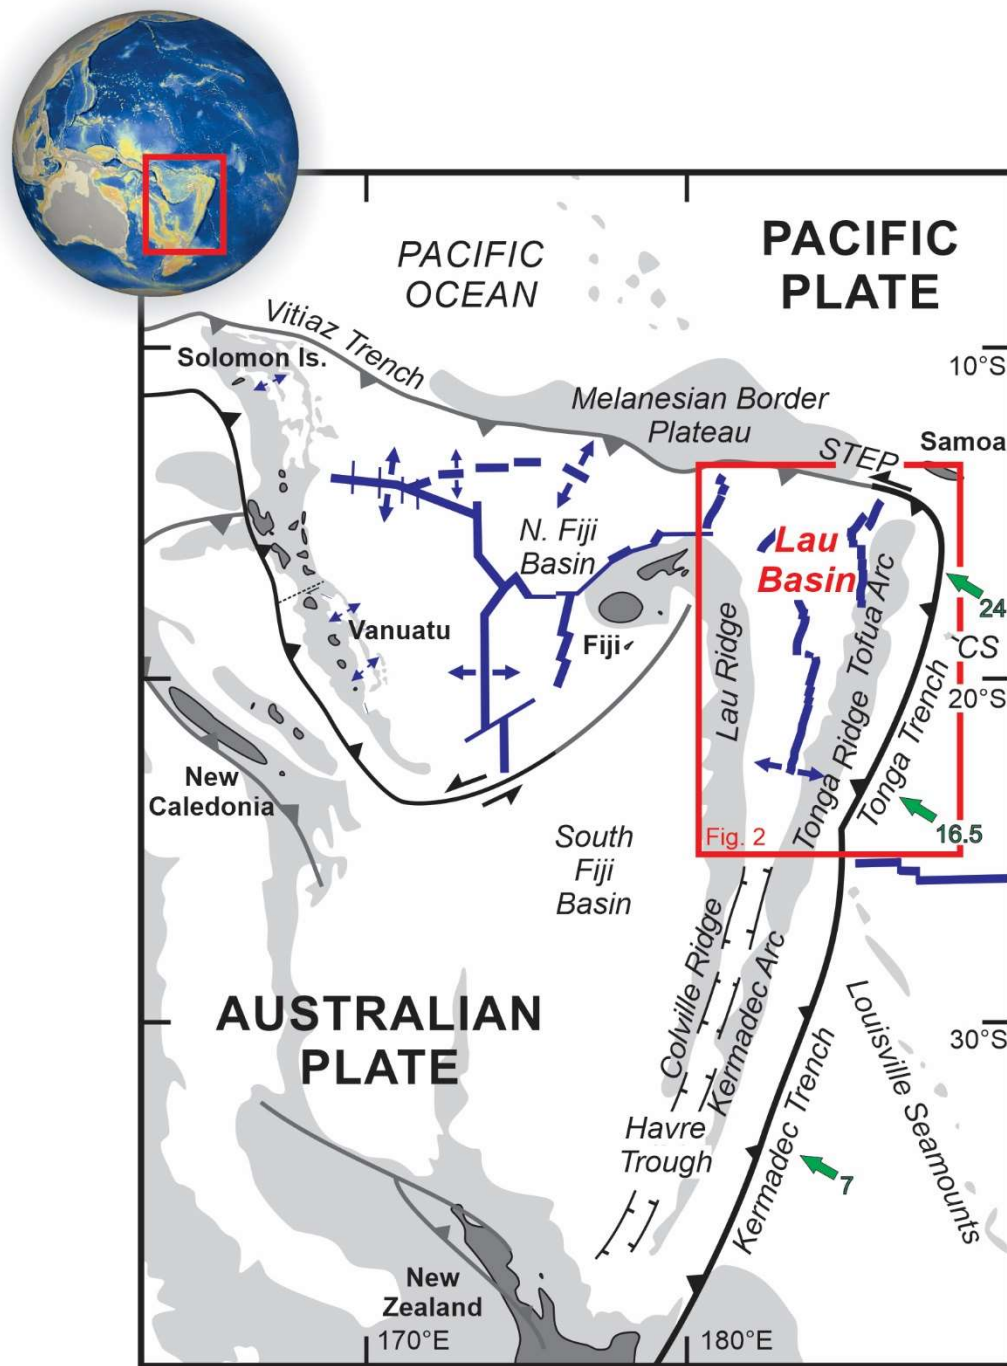 PACIFIC
OCEAN
PACIFIC
PLATE
Vitiaz Trench
Solomon Is.
10°S
Melanesian Border
Plateau
STEP
Samoa
N. Fiji
Basin
Lau
Basin
24
Vanuatu
Fiji
CS
Lau Ridge
Tonga Ridge
Tofua Arc
Tonga Trench
20°S
New
Caledonia
16.5
Fig. 2
South
Fiji
Basin
Colville Ridge
Kermadec Arc
AUSTRALIAN
PLATE
30°S
Louisville Seamounts
Havre
Trough
Kermadec Trench
7
New
Zealand
170°E
180°E